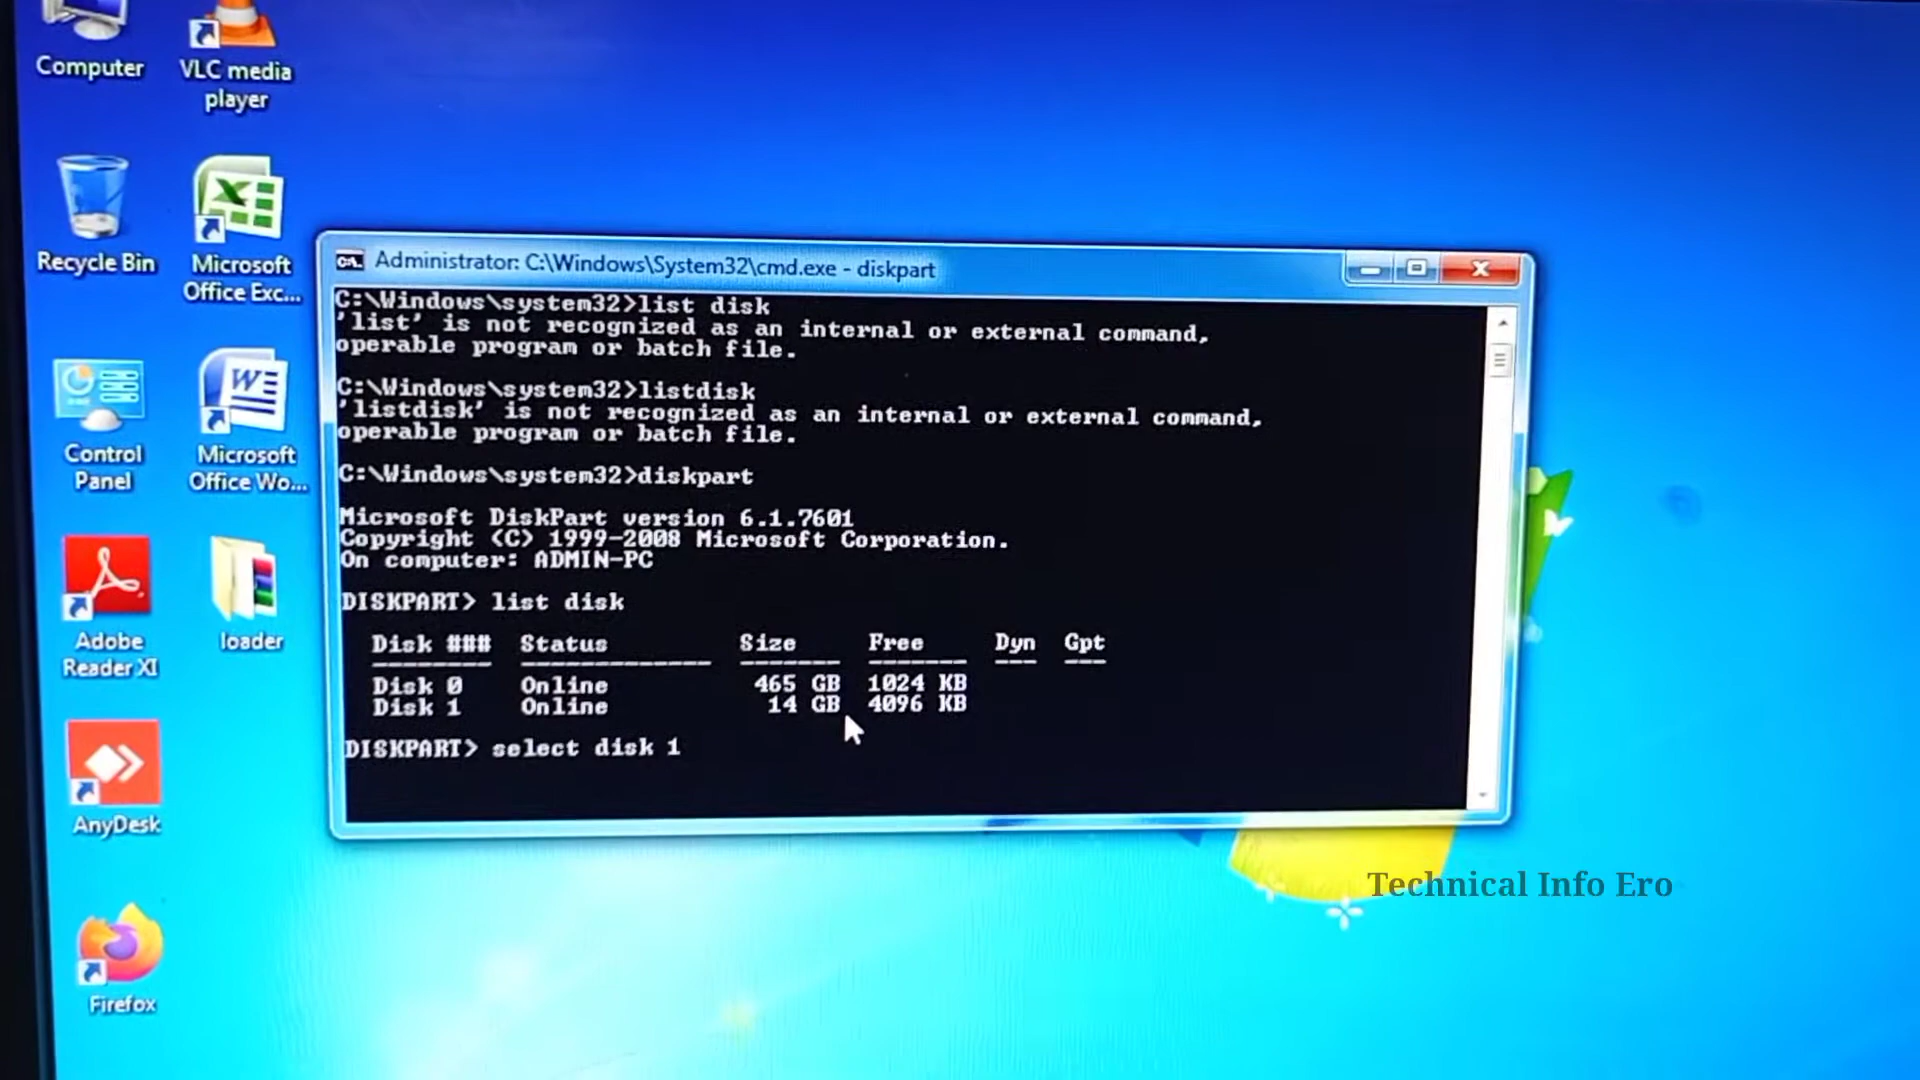 Computer
VLC media
player
Recycle Bin
Microsoft
Office Exc...
Control
Panel
Microsoft
Office Wo...
Adobe
Reader XI
loader
AnyDesk
Firefox
Administrator: C:\Windows\System32\cmd.exe - diskpart
C:\Windows\system32>list disk
'list' is not recognized as an internal or external command,
operable program or batch file.
C:\Windows\system32>listdisk
'listdisk' is not recognized as an internal or external command,
operable program or batch file.
C:\Windows\system32>diskpart
Microsoft DiskPart version 6.1.7601
Copyright (C) 1999-2008 Microsoft Corporation.
On computer: ADMIN-PC
DISKPART> list disk
Disk ### Status Size Free Dyn Gpt
-------- ------------- ------- ------- --- ---
Disk 0 Online 465 GB 1024 KB
Disk 1 Online 14 GB 4096 KB
DISKPART> select disk 1
Technical Info Ero